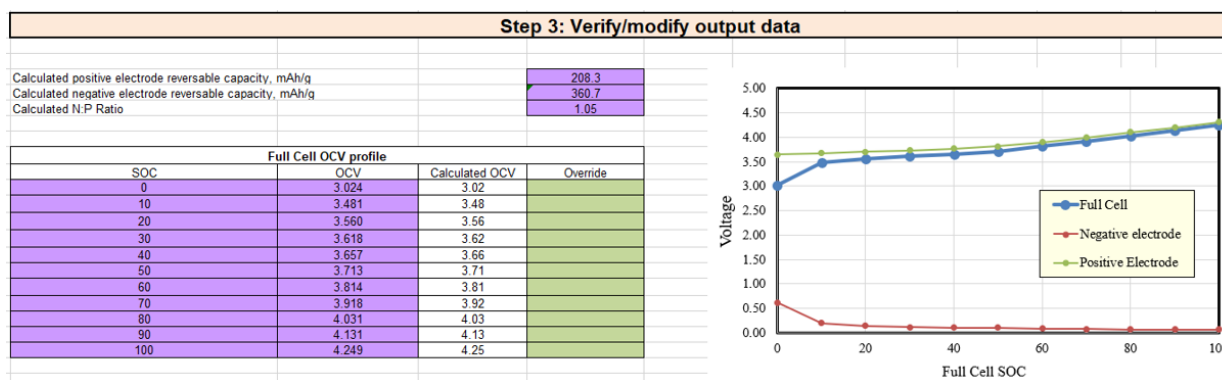 Step 3: Verify/modify output data
Calculated positive electrode reversable capacity, mAh/g 208.3
Calculated negative electrode reversable capacity, mAh/g 360.7
Calculated N:P Ratio 1.05
Full Cell OCV profile
SOC OCV Calculated OCV Override
0 3.024 3.02
10 3.481 3.48
20 3.560 3.56
30 3.618 3.62
40 3.657 3.66
50 3.713 3.71
60 3.814 3.81
70 3.918 3.92
80 4.031 4.03
90 4.131 4.13
100 4.249 4.25
5.00
4.50
4.00
3.50
3.00
2.50
2.00
1.50
1.00
0.50
0.00
Voltage
Full Cell
Negative electrode
Positive Electrode
0 20 40 60 80 10
Full Cell SOC